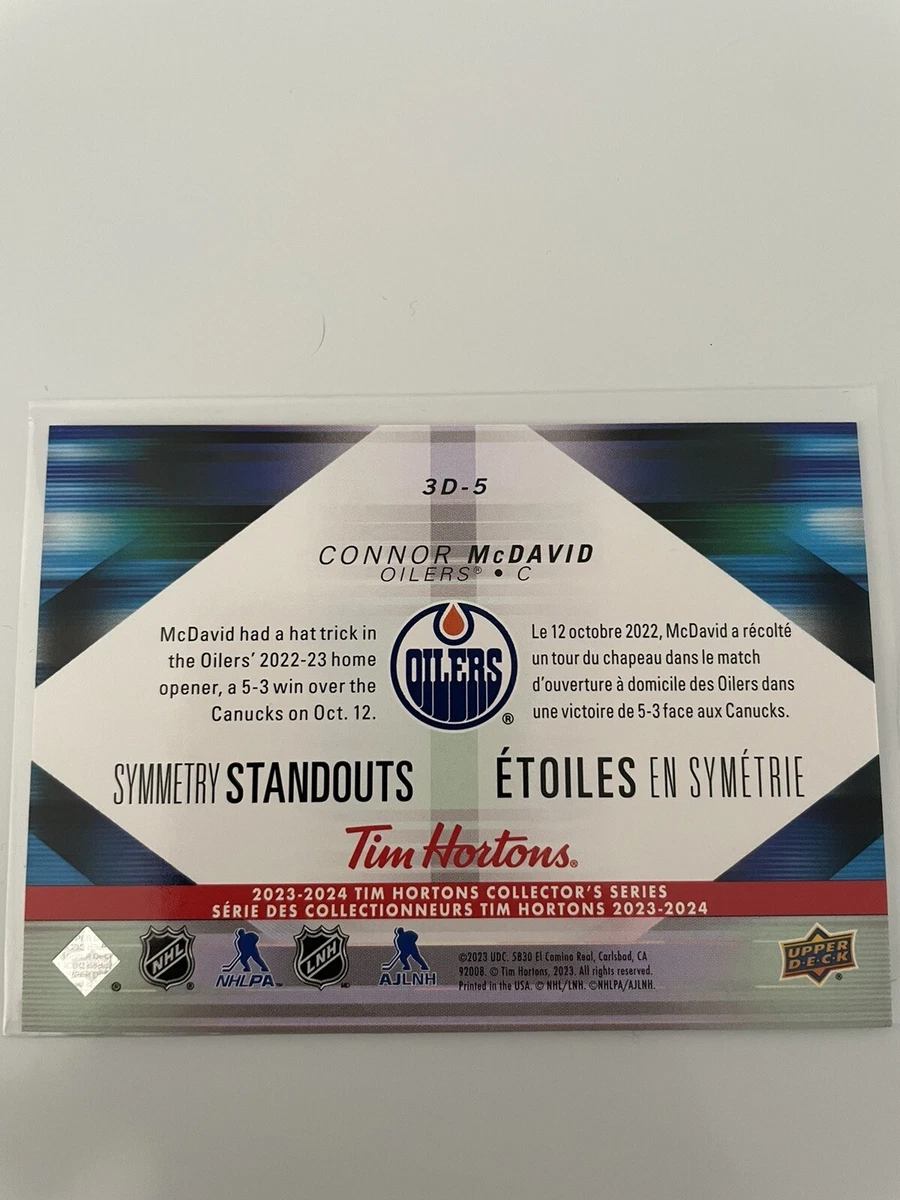 3D-5
CONNOR McDAVID
OILERS® • C
McDavid had a hat trick in
the Oilers' 2022-23 home
opener, a 5-3 win over the
Canucks on Oct. 12.
OILERS
®
Le 12 octobre 2022, McDavid a récolté
un tour du chapeau dans le match
d'ouverture à domicile des Oilers dans
une victoire de 5-3 face aux Canucks.
SYMMETRY STANDOUTS
ÉTOILES EN SYMÉTRIE
Tim Hortons®
2023-2024 TIM HORTONS COLLECTOR'S SERIES
SÉRIE DES COLLECTIONNEURS TIM HORTONS 2023-2024
®
NHL
®
NHLPA™
LNH
MD
AJLNH
©2023 UDC. 5830 El Camino Real, Carlsbad, CA
92008. © Tim Hortons, 2023. All rights reserved.
Printed in the USA. © NHL/LNH. ©NHLPA/AJLNH.
UPPER
D·E·C·K
®